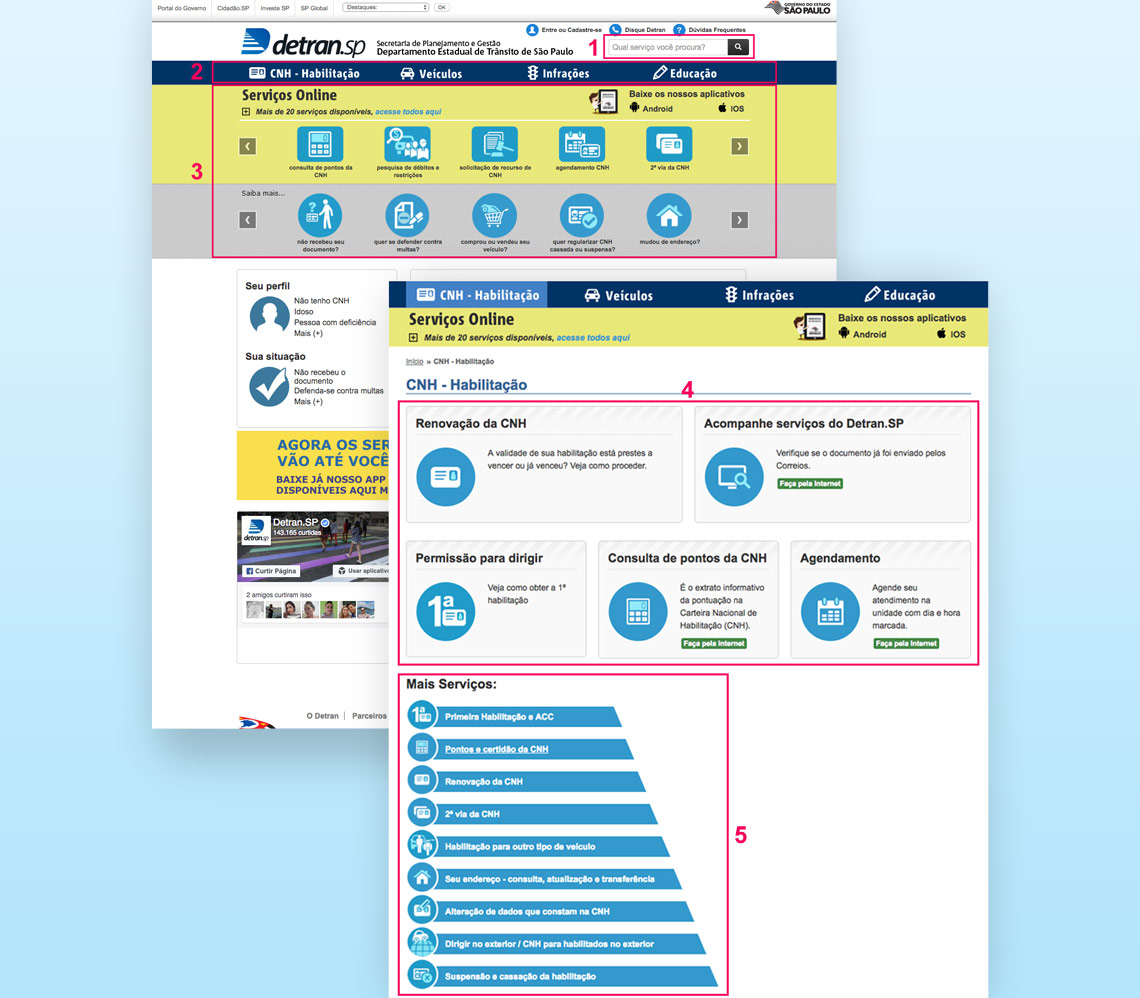 Portal do Governo
Cidadão.SP
Investe SP
SP Global
Destaques:
OK
GOVERNO DO ESTADO
SÃO PAULO
Entre ou Cadastre-se
Disque Detran
Dúvidas Frequentes
detran.sp
Secretaria de Planejamento e Gestão
Departamento Estadual de Trânsito de São Paulo
1
Qual serviço você procura?
2
CNH - Habilitação
Veículos
Infrações
Educação
Serviços Online
Mais de 20 serviços disponíveis, acesse todos aqui
Baixe os nossos aplicativos
Android
IOS
3
consulta de pontos da
CNH
pesquisa de débitos e
restrições
solicitação de recurso de
CNH
agendamento CNH
2ª via da CNH
Saiba mais...
não recebeu seu
documento?
quer se defender contra
multas?
comprou ou vendeu seu
veículo?
quer regularizar CNH
cassada ou suspensa?
mudou de endereço?
Seu perfil
Não tenho CNH
Idoso
Pessoa com deficiência
Mais (+)
Sua situação
Não recebeu o
documento
Defenda-se contra multas
Mais (+)
AGORA OS SER
VÃO ATÉ VOCÊ
BAIXE JÁ NOSSO APP
DISPONÍVEIS AQUI M
detran.sp
Detran.SP
143.165 curtidas
Curtir Página
Usar aplicativo
2 amigos curtiram isso
O Detran
Parceiros
CNH - Habilitação
Veículos
Infrações
Educação
Serviços Online
Mais de 20 serviços disponíveis, acesse todos aqui
Baixe os nossos aplicativos
Android
IOS
Início » CNH - Habilitação
CNH - Habilitação
4
Renovação da CNH
A validade de sua habilitação está prestes a
vencer ou já venceu? Veja como proceder.
Acompanhe serviços do Detran.SP
Verifique se o documento já foi enviado pelos
Correios.
Faça pela Internet
Permissão para dirigir
1ª
Veja como obter a 1ª
habilitação
Consulta de pontos da CNH
É o extrato informativo
da pontuação na
Carteira Nacional de
Habilitação (CNH).
Faça pela Internet
Agendamento
Agende seu
atendimento na
unidade com dia e hora
marcada.
Faça pela Internet
Mais Serviços:
1ª
Primeira Habilitação e ACC
Pontos e certidão da CNH
Renovação da CNH
2ª via da CNH
Habilitação para outro tipo de veículo
Seu endereço - consulta, atualização e transferência
Alteração de dados que constam na CNH
Dirigir no exterior / CNH para habilitados no exterior
Suspensão e cassação da habilitação
5